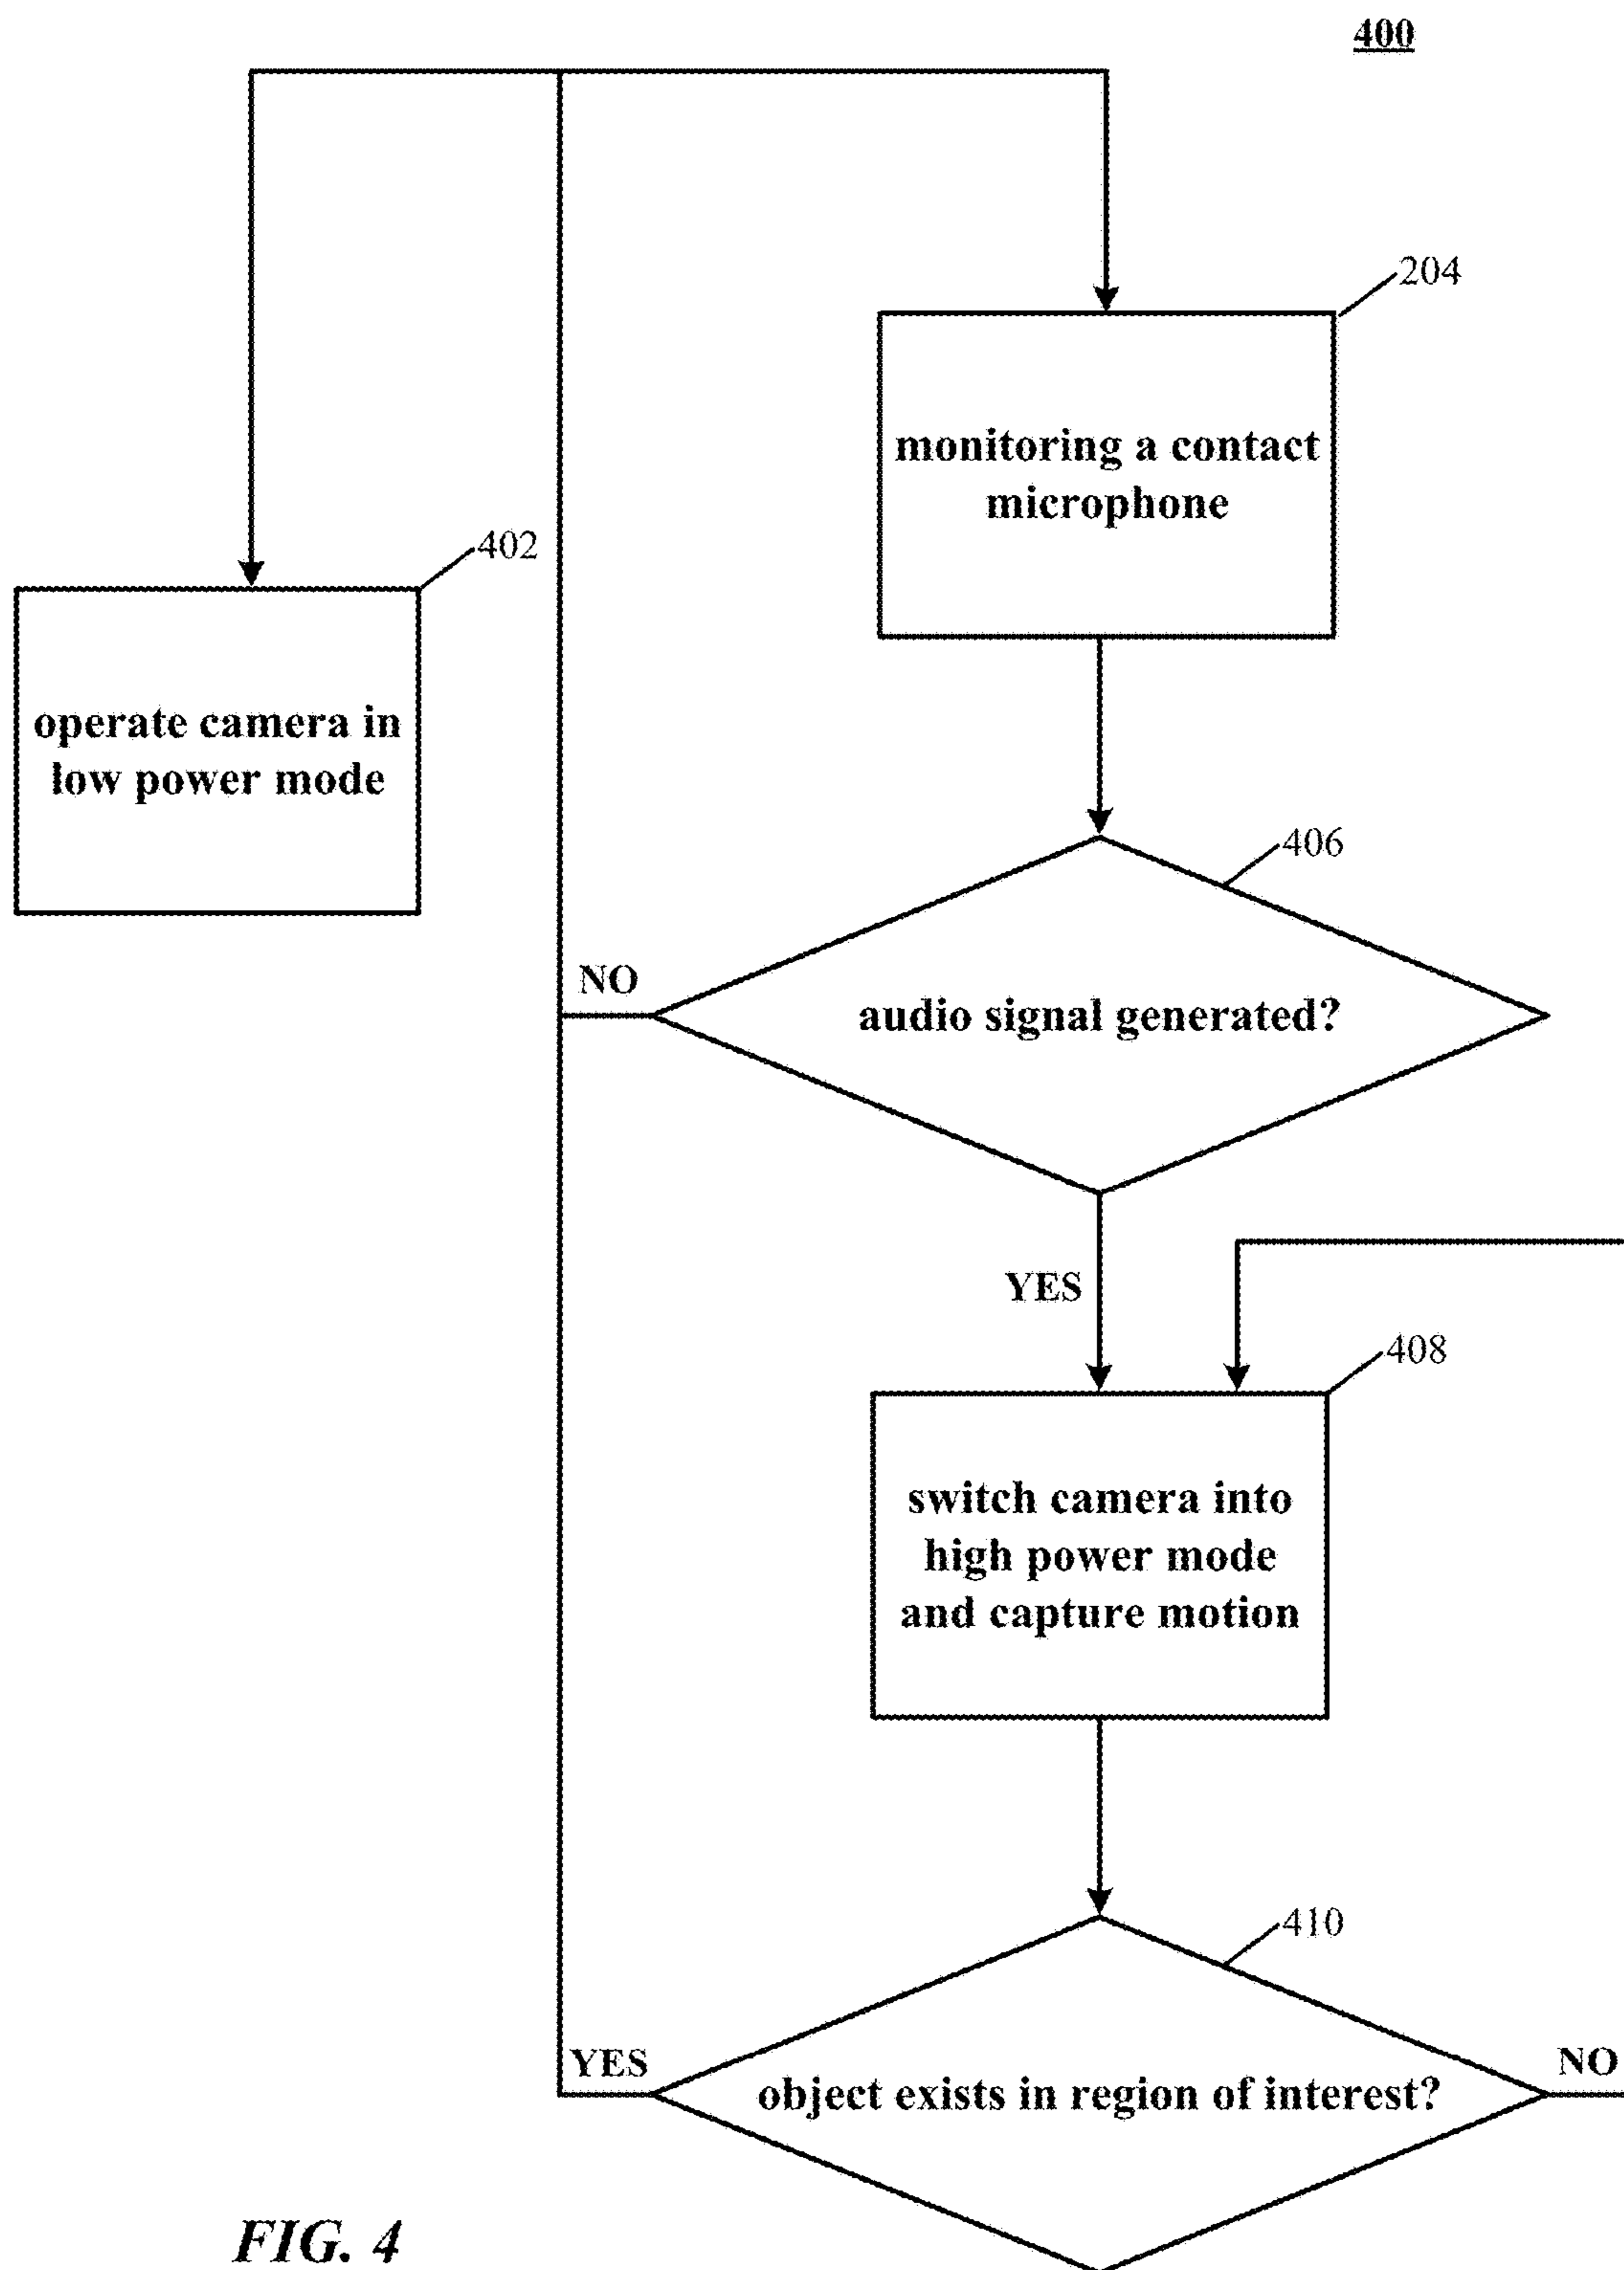 400
204
monitoring a contact
microphone
402
operate camera in
low power mode
406
NO
audio signal generated?
YES
408
switch camera into
high power mode
and capture motion
410
YES
object exists in region of interest?
NO
FIG. 4